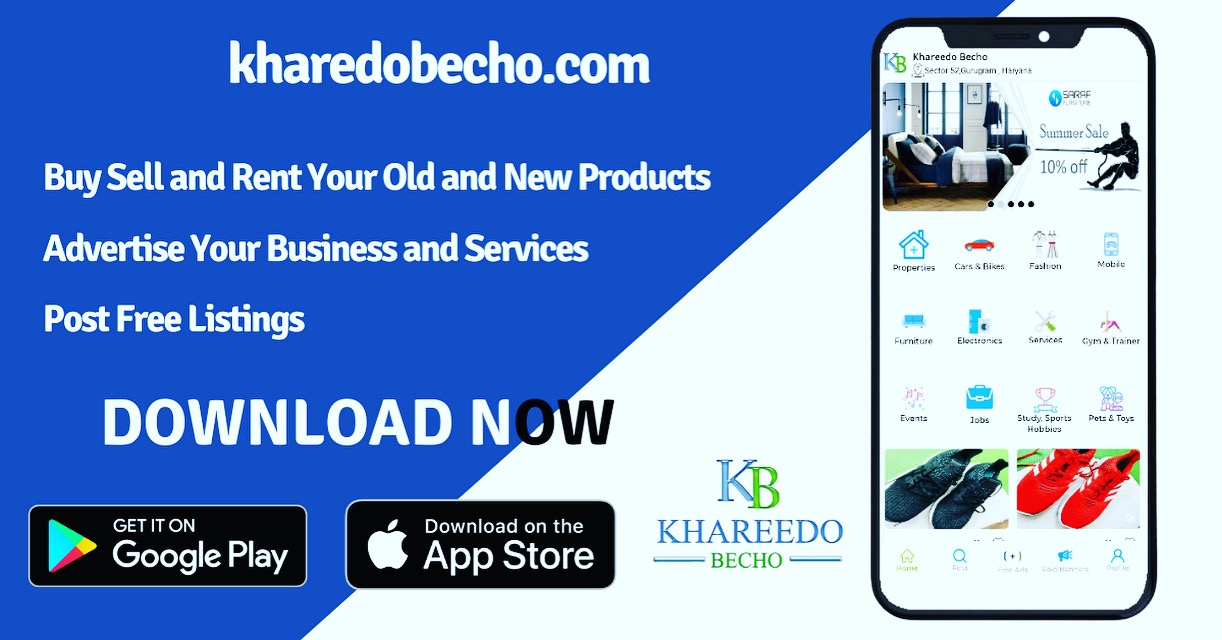 kharedobecho.com
Buy Sell and Rent Your Old and New Products
Advertise Your Business and Services
Post Free Listings
DOWNLOAD NOW
GET IT ON
Google Play
Download on the
App Store
KB
KHAREEDO
BECHO
KB
Khareedo Becho
Sector 52,Gurugram, Haryana
SARAF
FURNITURE
Summer Sale
10% off
Properties
Cars & Bikes
Fashion
Mobile
Furniture
Electronics
Services
Gym & Trainer
Events
Jobs
Study, Sports
Hobbies
Pets & Toys
Home
Find
Free Ads
Paid Banners
Profile